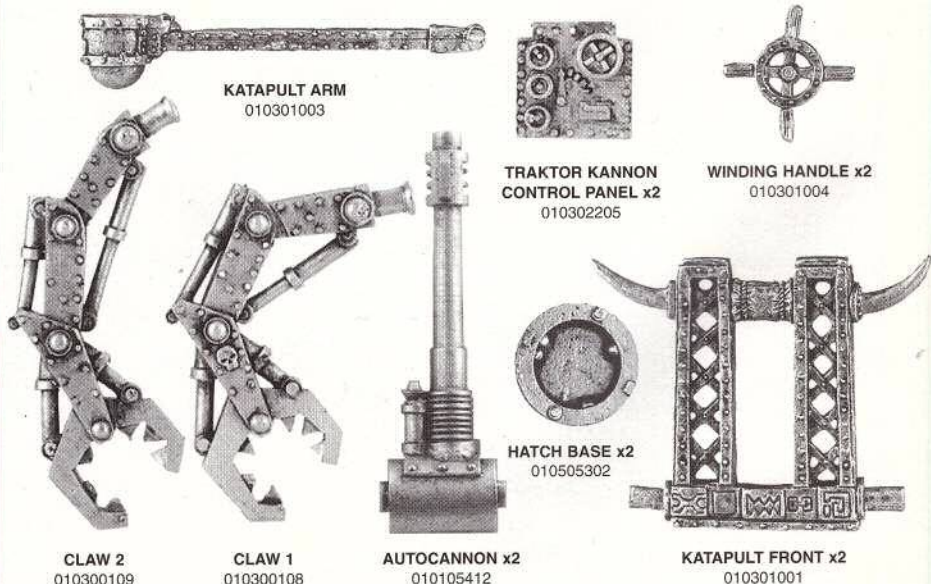 KATAPULT ARM
010301003
TRAKTOR KANNON
CONTROL PANEL x2
010302205
WINDING HANDLE x2
010301004
HATCH BASE x2
010505302
CLAW 2
010300109
CLAW 1
010300108
AUTOCANNON x2
010105412
KATAPULT FRONT x2
010301001